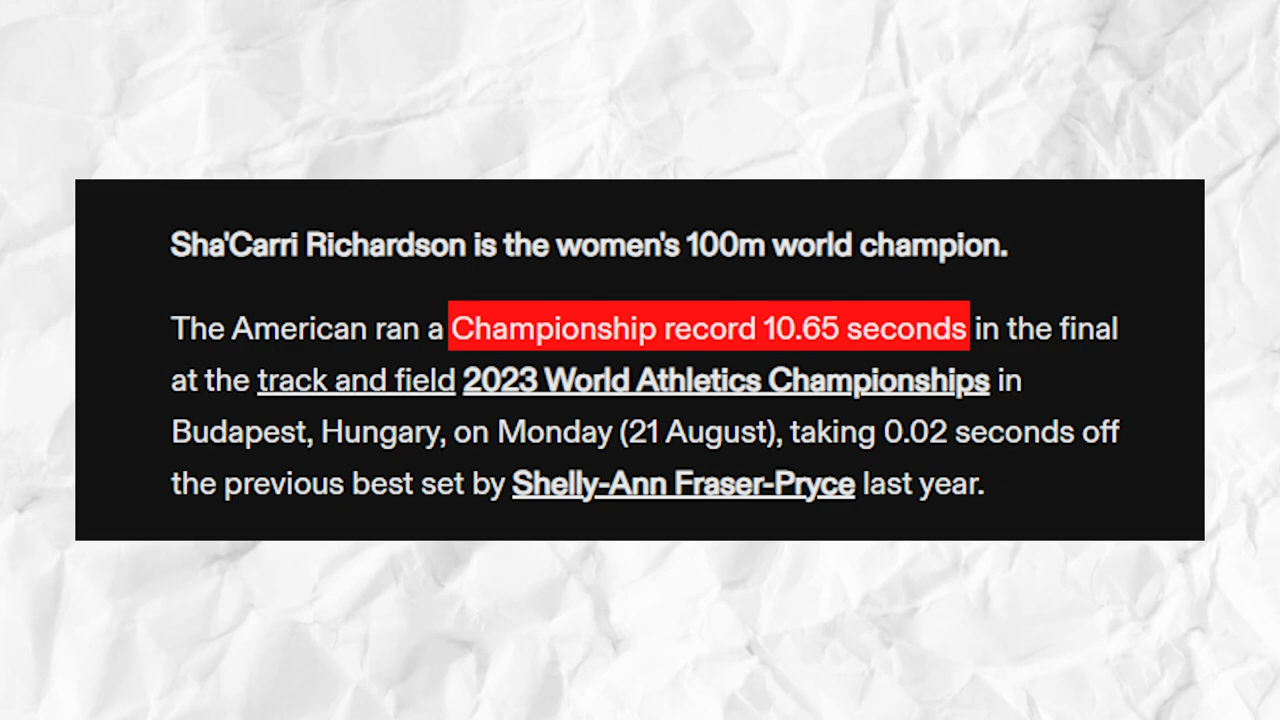 Sha'Carri Richardson is the women's 100m world champion.
The American ran a Championship record 10.65 seconds in the final
at the track and field 2023 World Athletics Championships in
Budapest, Hungary, on Monday (21 August), taking 0.02 seconds off
the previous best set by Shelly-Ann Fraser-Pryce last year.